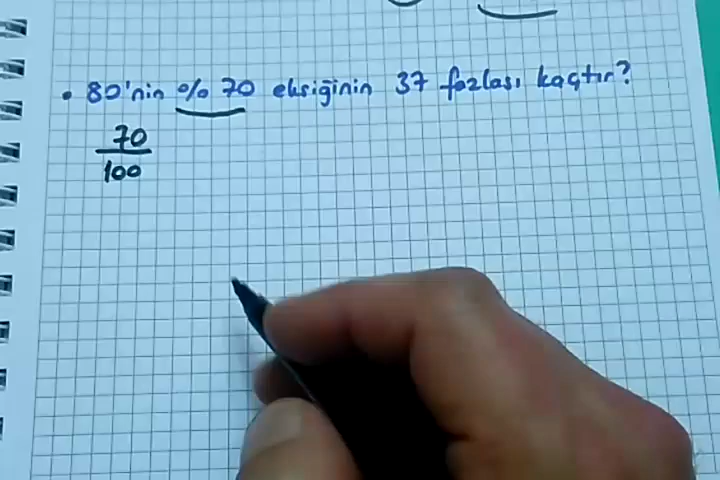 • 80'nin % 70 eksiğinin 37 fazlası kaçtır?
70
100